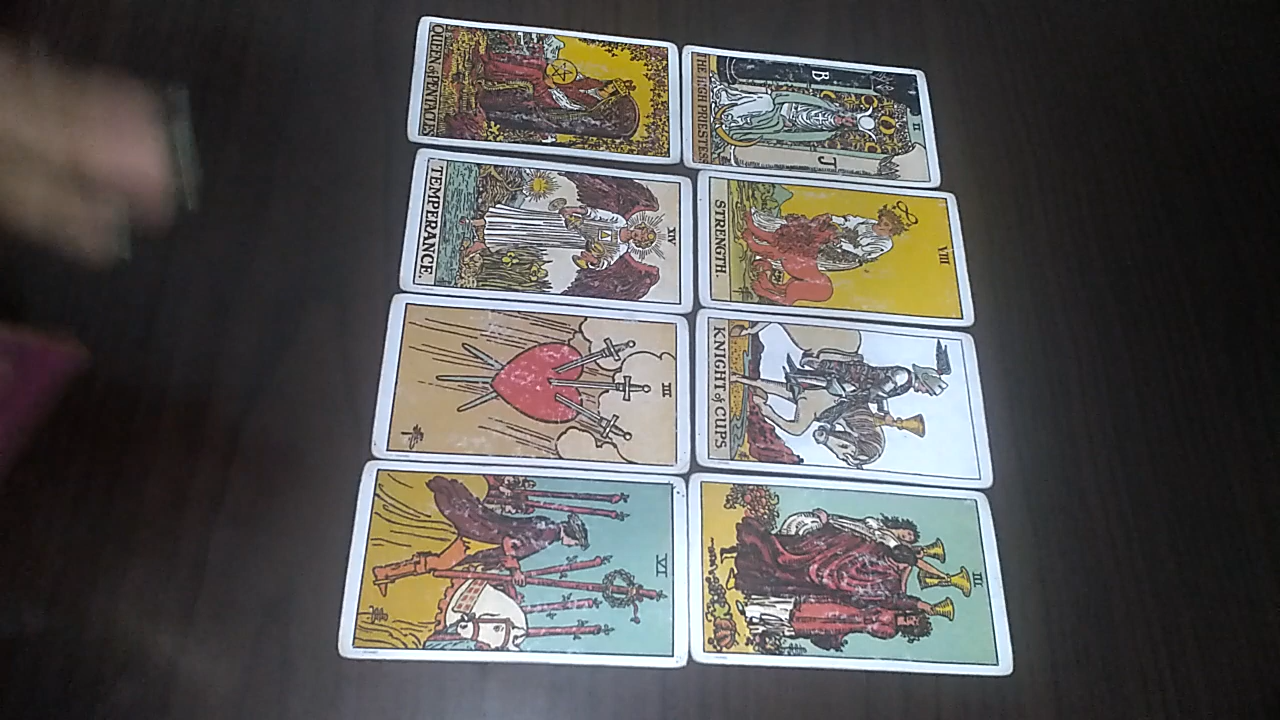 QUEEN of PENTACLES
II
B
J
THE HIGH PRIESTESS
XIV
TEMPERANCE.
VIII
STRENGTH.
III
KNIGHT of CUPS
VI
III